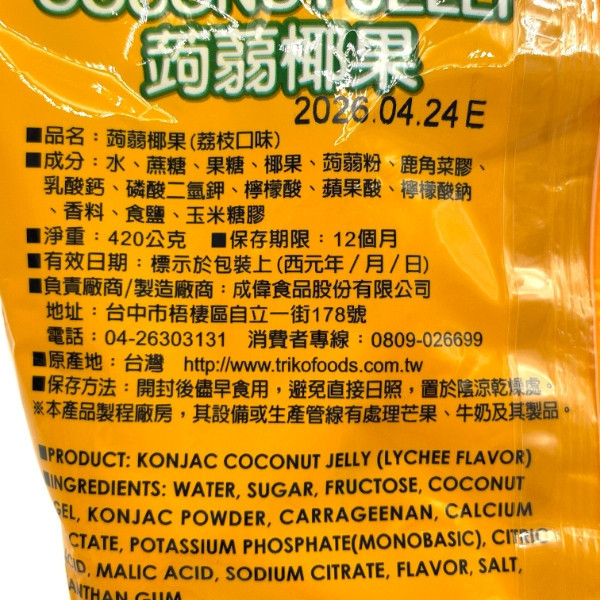 COCONUT JELLY
蒟蒻椰果
2026.04.24E
■品名：蒟蒻椰果(荔枝口味)
■成分：水、蔗糖、果糖、椰果、蒟蒻粉、鹿角菜膠、
乳酸鈣、磷酸二氫鉀、檸檬酸、蘋果酸、檸檬酸鈉
、香料、食鹽、玉米糖膠
■淨重：420公克 ■保存期限：12個月
■有效日期：標示於包裝上(西元年/月/日)
■負責廠商/製造廠商：成偉食品股份有限公司
地址：台中市梧棲區自立一街178號
電話：04-26303131 消費者專線：0809-026699
■原產地：台灣 http://www.trikofoods.com.tw
■保存方法：開封後儘早食用，避免直接日照，置於陰涼乾燥處。
※本產品製程廠房，其設備或生產管線有處理芒果、牛奶及其製品。
■PRODUCT: KONJAC COCONUT JELLY (LYCHEE FLAVOR)
■INGREDIENTS: WATER, SUGAR, FRUCTOSE, COCONUT
GEL, KONJAC POWDER, CARRAGEENAN, CALCIUM
CTATE, POTASSIUM PHOSPHATE(MONOBASIC), CITRIC
ACID, MALIC ACID, SODIUM CITRATE, FLAVOR, SALT,
XANTHAN GUM